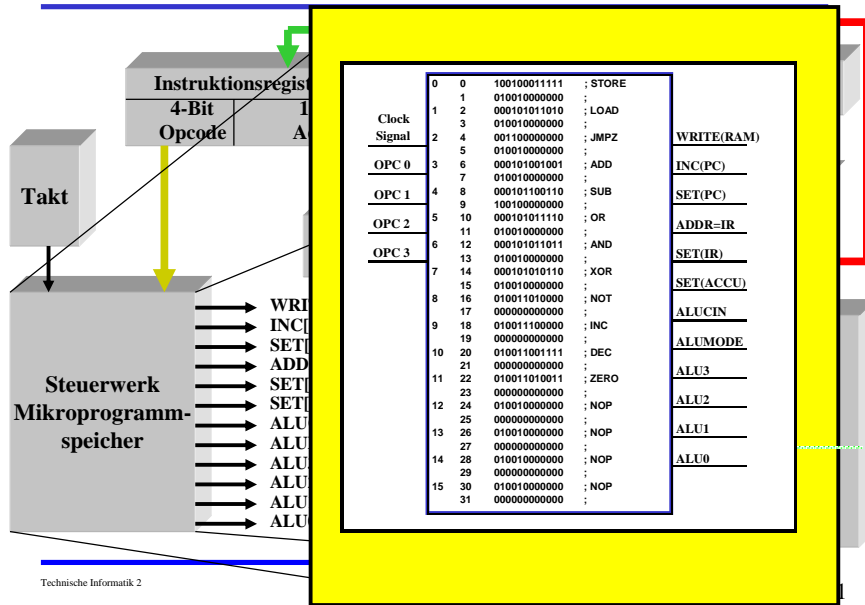 Instruktionsregist
4-Bit
Opcode
1
A
Takt
Steuerwerk
Mikroprogramm-
speicher
WRI
INC[
SET[
ADD
SET[
SET[
ALU
ALU
ALU
ALU
ALU
ALU
Clock
Signal
OPC 0
OPC 1
OPC 2
OPC 3
0 0 100100011111 ; STORE
1 010010000000 ;
1 2 000101011010 ; LOAD
3 010010000000 ;
2 4 001100000000 ; JMPZ
5 010010000000 ;
3 6 000101001001 ; ADD
7 010010000000 ;
4 8 000101100110 ; SUB
9 100100000000 ;
5 10 000101011110 ; OR
11 010010000000 ;
6 12 000101011011 ; AND
13 010010000000 ;
7 14 000101010110 ; XOR
15 010010000000 ;
8 16 010011010000 ; NOT
17 000000000000 ;
9 18 010011100000 ; INC
19 000000000000 ;
10 20 010011001111 ; DEC
21 000000000000 ;
11 22 010011010011 ; ZERO
23 000000000000 ;
12 24 010010000000 ; NOP
25 000000000000 ;
13 26 010010000000 ; NOP
27 000000000000 ;
14 28 010010000000 ; NOP
29 000000000000 ;
15 30 010010000000 ; NOP
31 000000000000 ;
WRITE(RAM)
INC(PC)
SET(PC)
ADDR=IR
SET(IR)
SET(ACCU)
ALUCIN
ALUMODE
ALU3
ALU2
ALU1
ALU0
Technische Informatik 2
1